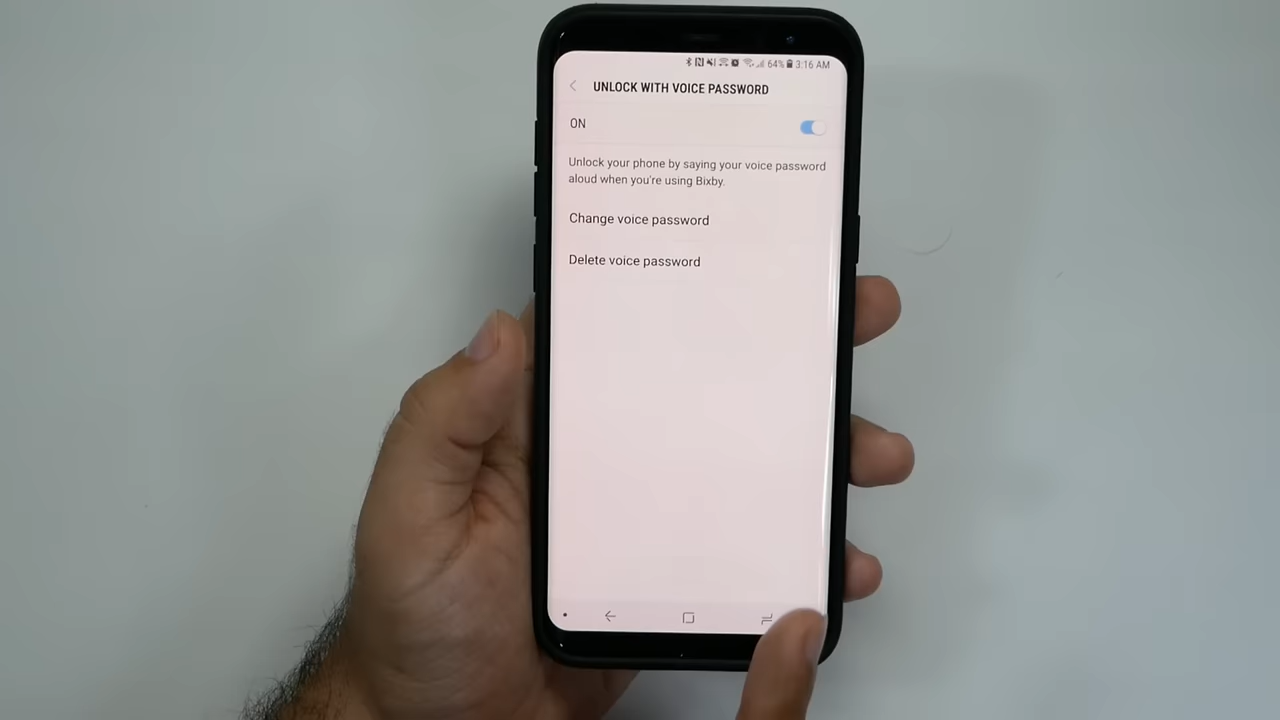 64% 3:16 AM
UNLOCK WITH VOICE PASSWORD
ON
Unlock your phone by saying your voice password
aloud when you're using Bixby.
Change voice password
Delete voice password